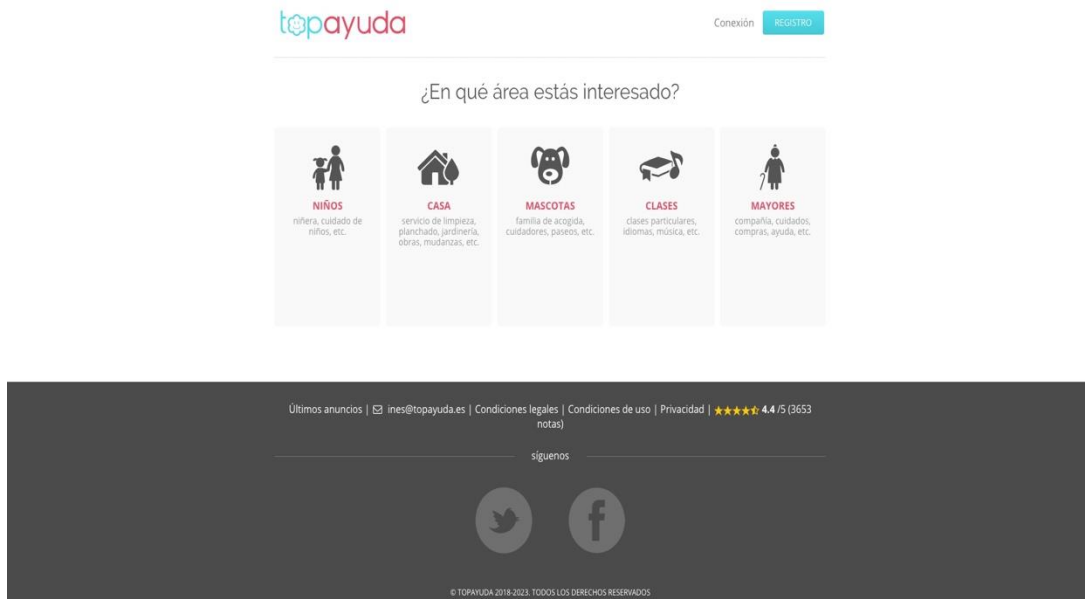 topayuda
Conexión
REGISTRO
¿En qué área estás interesado?
NIÑOS
niñera, cuidado de
niños, etc.
CASA
servicio de limpieza,
planchado, jardinería,
obras, mudanzas, etc.
MASCOTAS
familia de acogida,
cuidadores, paseos, etc.
CLASES
clases particulares,
idiomas, música, etc.
MAYORES
compañía, cuidados,
compras, ayuda, etc.
Últimos anuncios | ines@topayuda.es | Condiciones legales | Condiciones de uso | Privacidad | 4.4 /5 (3653
notas)
síguenos
© TOPAYUDA 2018-2023. TODOS LOS DERECHOS RESERVADOS